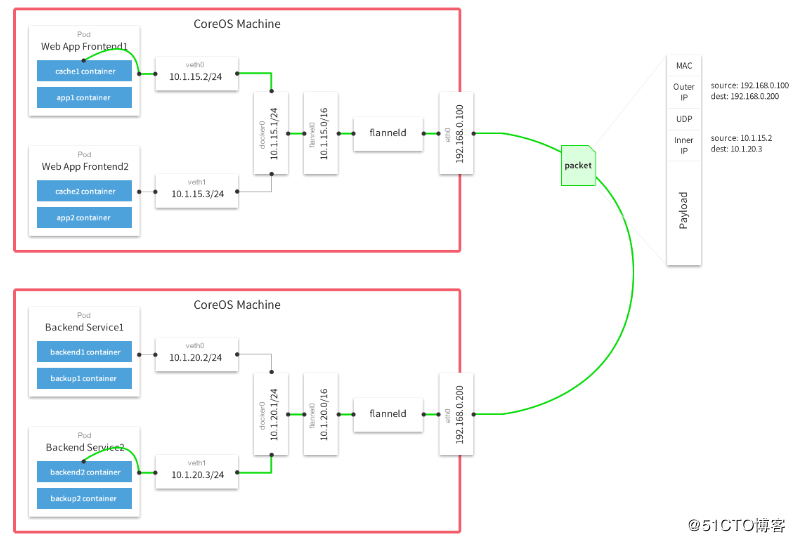 CoreOS Machine
Pod
Web App Frontend1
cache1 container
app1 container
veth0
10.1.15.2/24
docker0
10.1.15.1/24
flannel0
10.1.15.0/16
flanneld
eth0
192.168.0.100
Pod
Web App Frontend2
cache2 container
app2 container
veth1
10.1.15.3/24
packet
MAC
Outer
IP
source: 192.168.0.100
dest: 192.168.0.200
UDP
Inner
IP
source: 10.1.15.2
dest: 10.1.20.3
Payload
CoreOS Machine
Pod
Backend Service1
backend1 container
backup1 container
veth0
10.1.20.2/24
docker0
10.1.20.1/24
flannel0
10.1.20.0/16
flanneld
eth0
192.168.0.200
Pod
Backend Service2
backend2 container
backup2 container
veth1
10.1.20.3/24
@51CTO博客